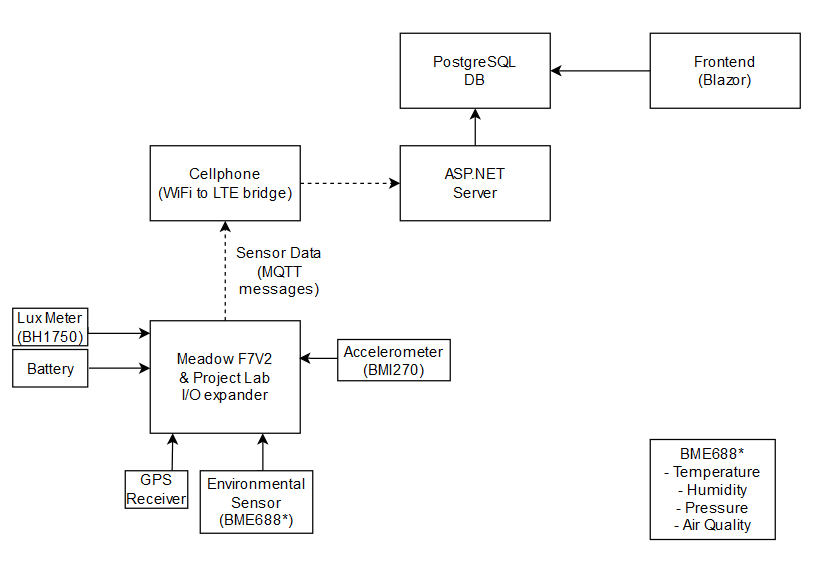 PostgreSQL
DB
Frontend
(Blazor)
Cellphone
(WiFi to LTE bridge)
ASP.NET
Server
Sensor Data
(MQTT
messages)
Lux Meter
(BH1750)
Battery
Meadow F7V2
& Project Lab
I/O expander
Accelerometer
(BMI270)
GPS
Receiver
Environmental
Sensor
(BME688*)
BME688*
- Temperature
- Humidity
- Pressure
- Air Quality